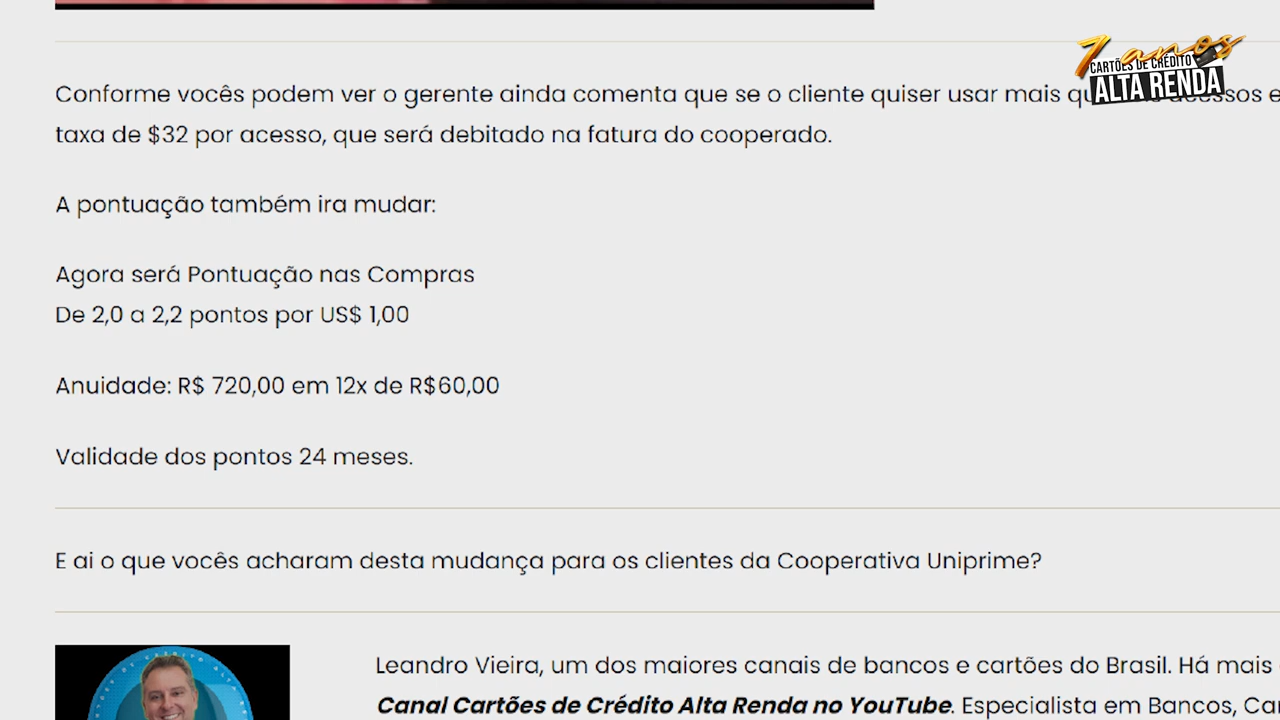 7 anos
CARTÕES DE CRÉDITO
ALTA RENDA
Conforme vocês podem ver o gerente ainda comenta que se o cliente quiser usar mais
taxa de $32 por acesso, que será debitado na fatura do cooperado.
A pontuação também ira mudar:
Agora será Pontuação nas Compras
De 2,0 a 2,2 pontos por US$ 1,00
Anuidade: R$ 720,00 em 12x de R$60,00
Validade dos pontos 24 meses.
E ai o que vocês acharam desta mudança para os clientes da Cooperativa Uniprime?
Leandro Vieira, um dos maiores canais de bancos e cartões do Brasil. Há mais
Canal Cartões de Crédito Alta Renda no YouTube. Especialista em Bancos,